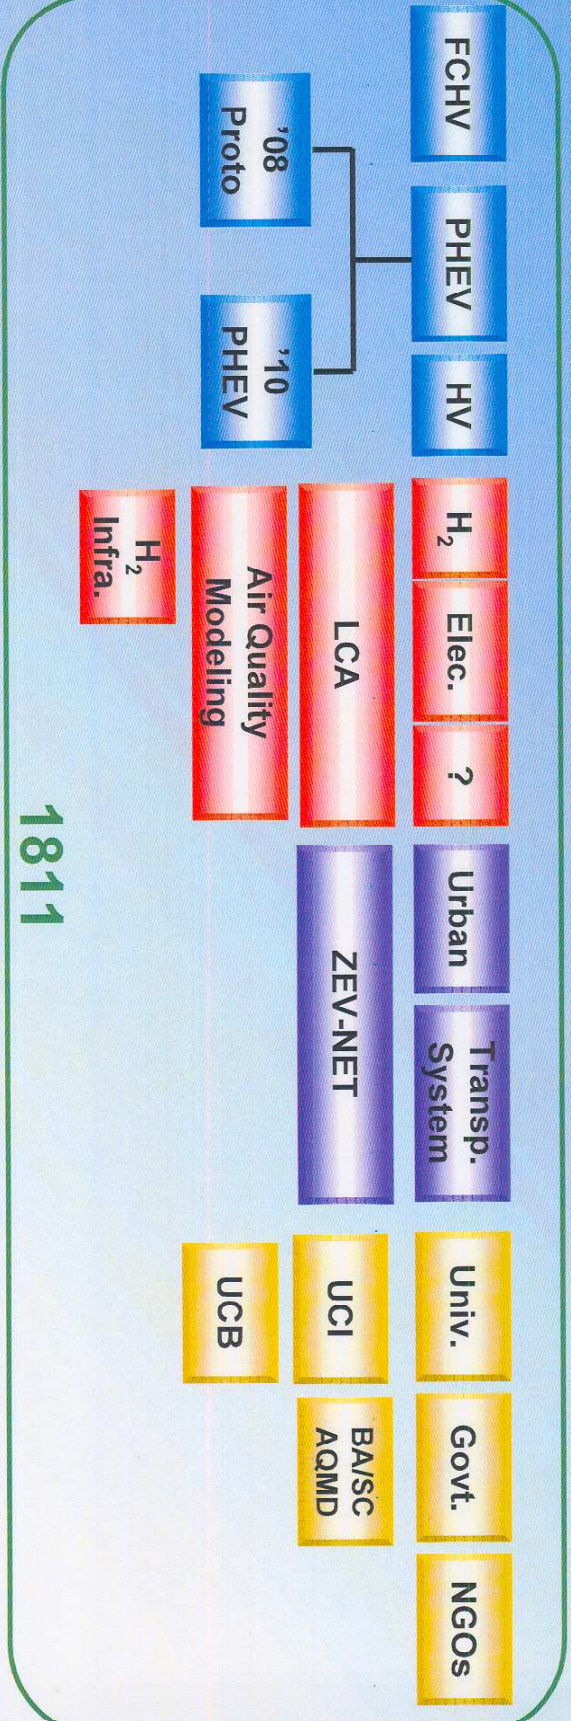 FCHV
PHEV
HV
H₂
Elec.
?
Urban
Transp.
System
Univ.
Govt.
NGOs
'08
Proto
'10
PHEV
LCA
ZEV-NET
UCI
BA/SC
AQMD
Air Quality
Modeling
UCB
H₂
Infra.
1811